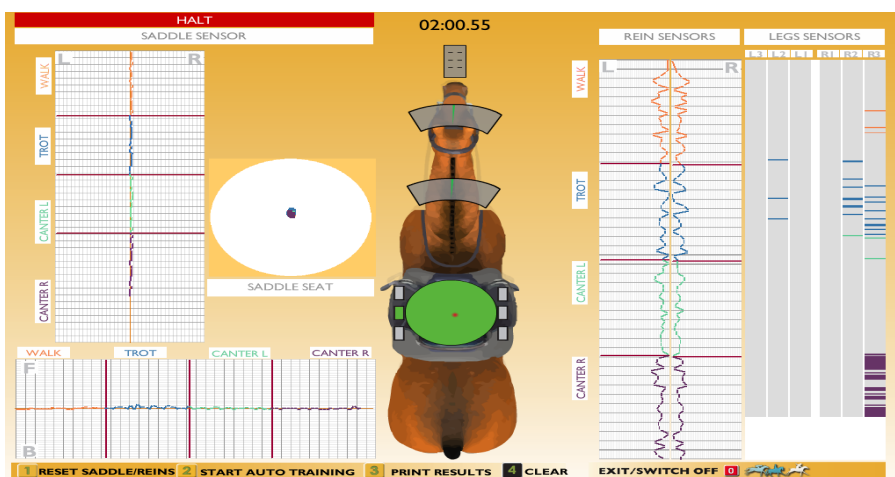 HALT
SADDLE SENSOR
02:00.55
REIN SENSORS
LEGS SENSORS
L3 L2 L1 R1 R2 R3
L R
WALK
TROT
CANTER L
CANTER R
SADDLE SEAT
L R
WALK
TROT
CANTER L
CANTER R
WALK TROT CANTER L CANTER R
F
B
1 RESET SADDLE/REINS 2 START AUTO TRAINING 3 PRINT RESULTS 4 CLEAR EXIT/SWITCH OFF 0